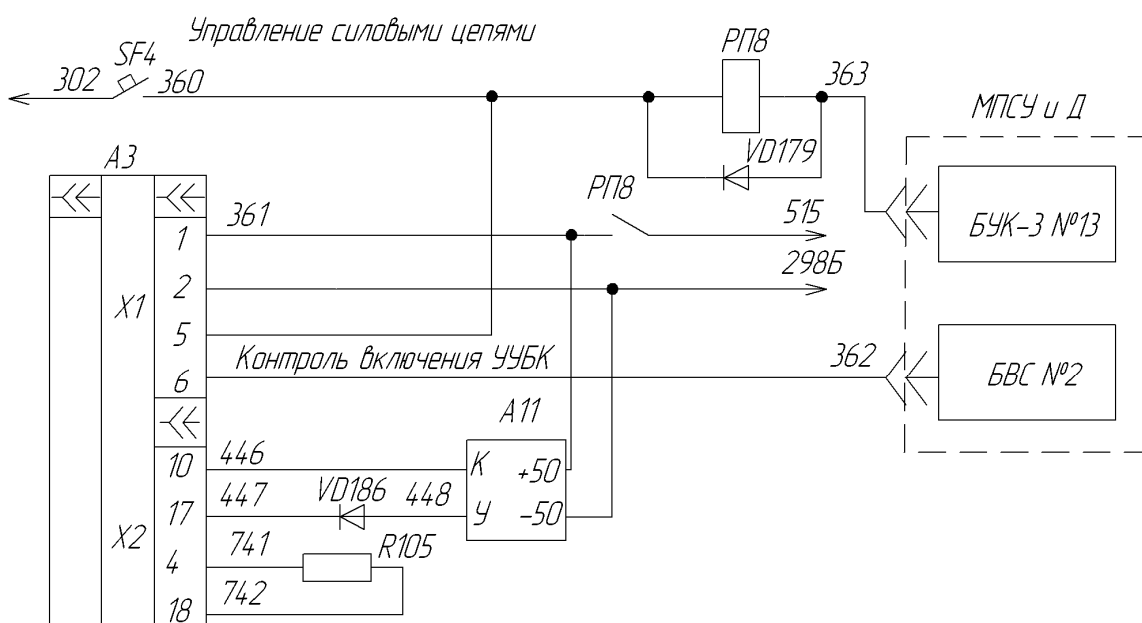 Управление силовыми цепями
РП8
SF4
302
360
363
МПСУ и Д
VD179
А3
РП8
361
515
БУК-3 №13
1
298Б
2
Х1
5
Контроль включения УУБК
362
6
БВС №2
А11
10
446
К
+50
447
VD186
448
17
У
-50
Х2
741
R105
4
742
18